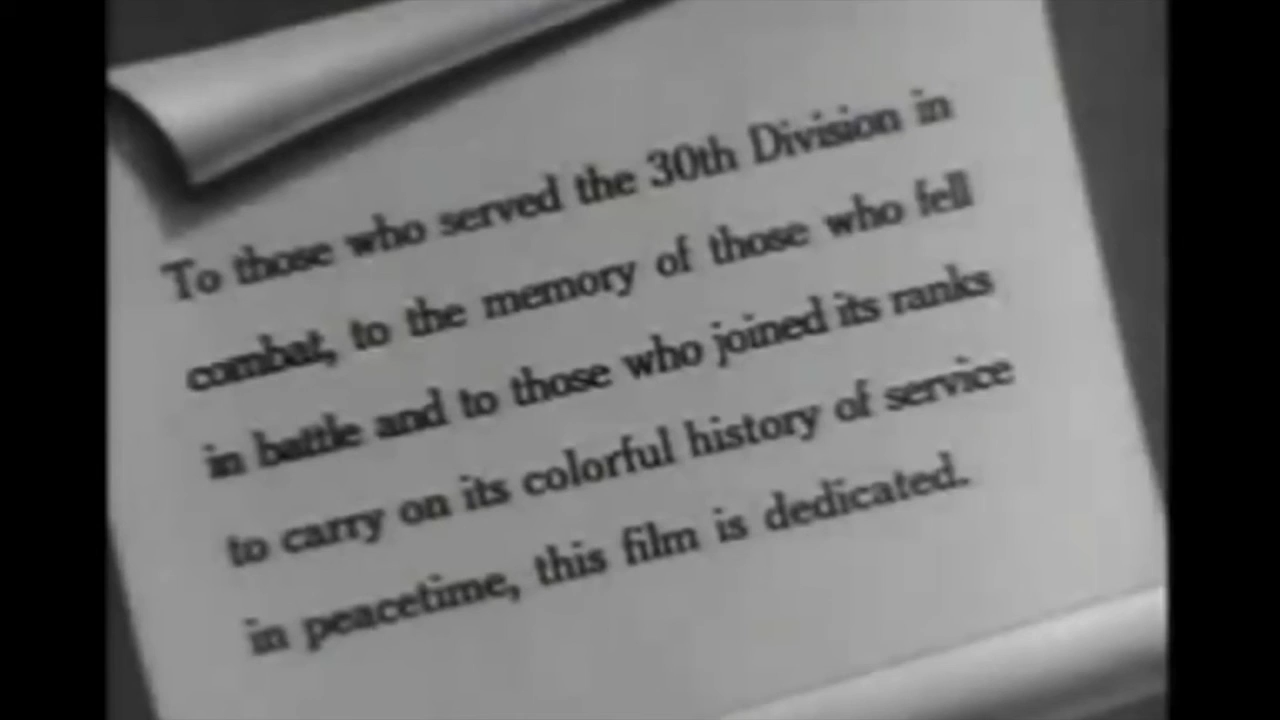 To those who served the 30th Division in
combat, to the memory of those who fell
in battle and to those who joined its ranks
to carry on its colorful history of service
in peacetime, this film is dedicated.